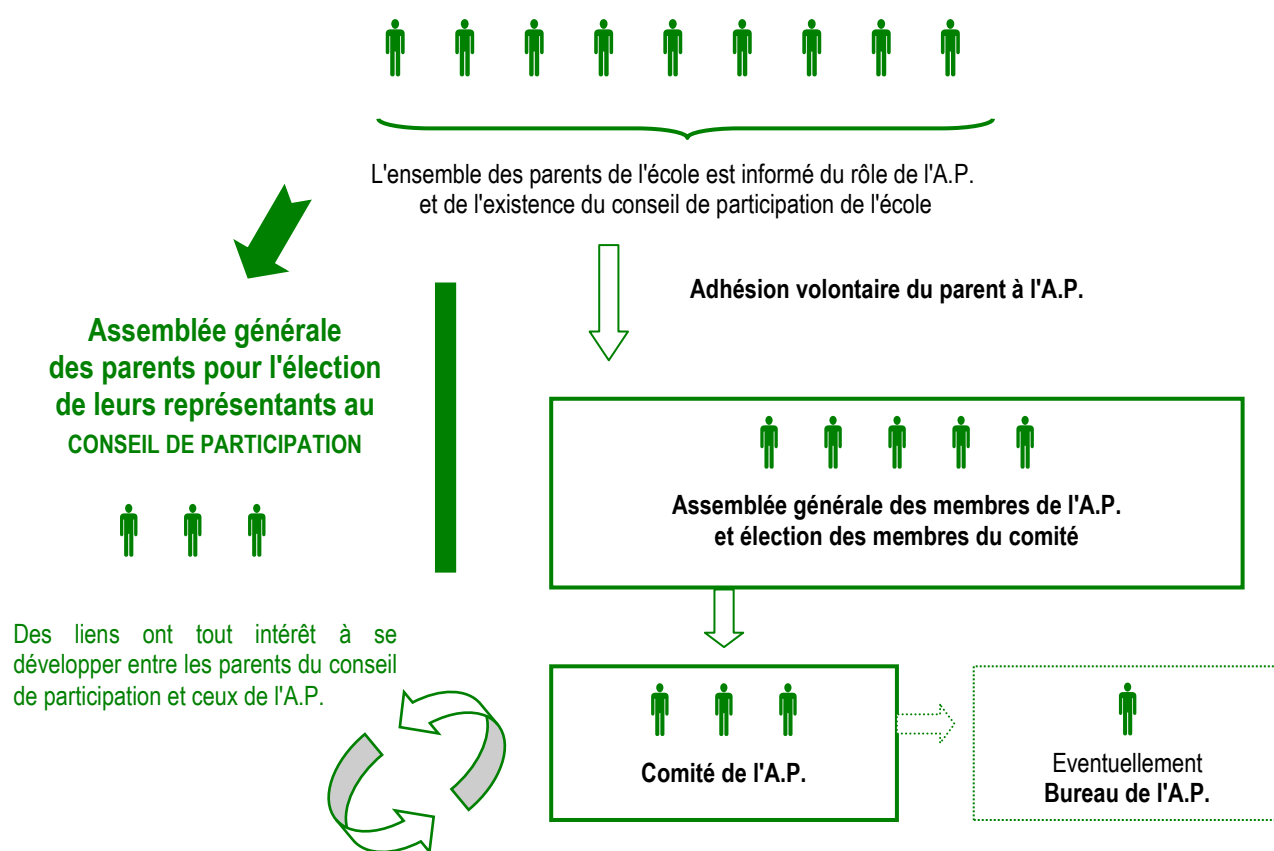 L'ensemble des parents de l'école est informé du rôle de l'A.P.
et de l'existence du conseil de participation de l'école
Adhésion volontaire du parent à l'A.P.
Assemblée générale
des parents pour l'élection
de leurs représentants au
CONSEIL DE PARTICIPATION
Assemblée générale des membres de l'A.P.
et élection des membres du comité
Des liens ont tout intérêt à se
développer entre les parents du conseil
de participation et ceux de l'A.P.
Comité de l'A.P.
Eventuellement
Bureau de l'A.P.